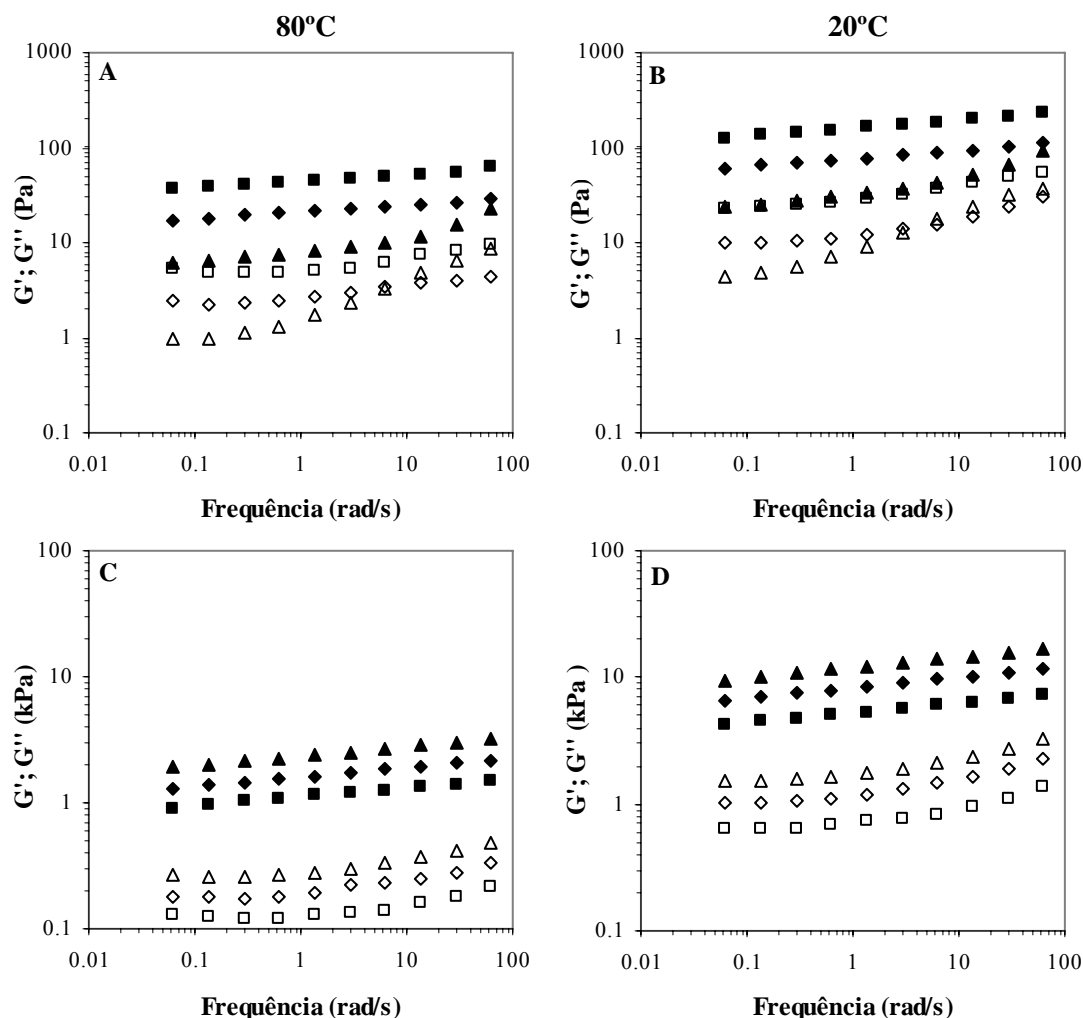 80ºC
20ºC
A
1000
100
10
1
0.1
G'; G'' (Pa)
0.01 0.1 1 10 100
Frequência (rad/s)
B
1000
100
10
1
0.1
G'; G'' (Pa)
0.01 0.1 1 10 100
Frequência (rad/s)
C
100
10
1
0.1
G'; G'' (kPa)
0.01 0.1 1 10 100
Frequência (rad/s)
D
100
10
1
0.1
G'; G'' (kPa )
0.01 0.1 1 10 100
Frequência (rad/s)